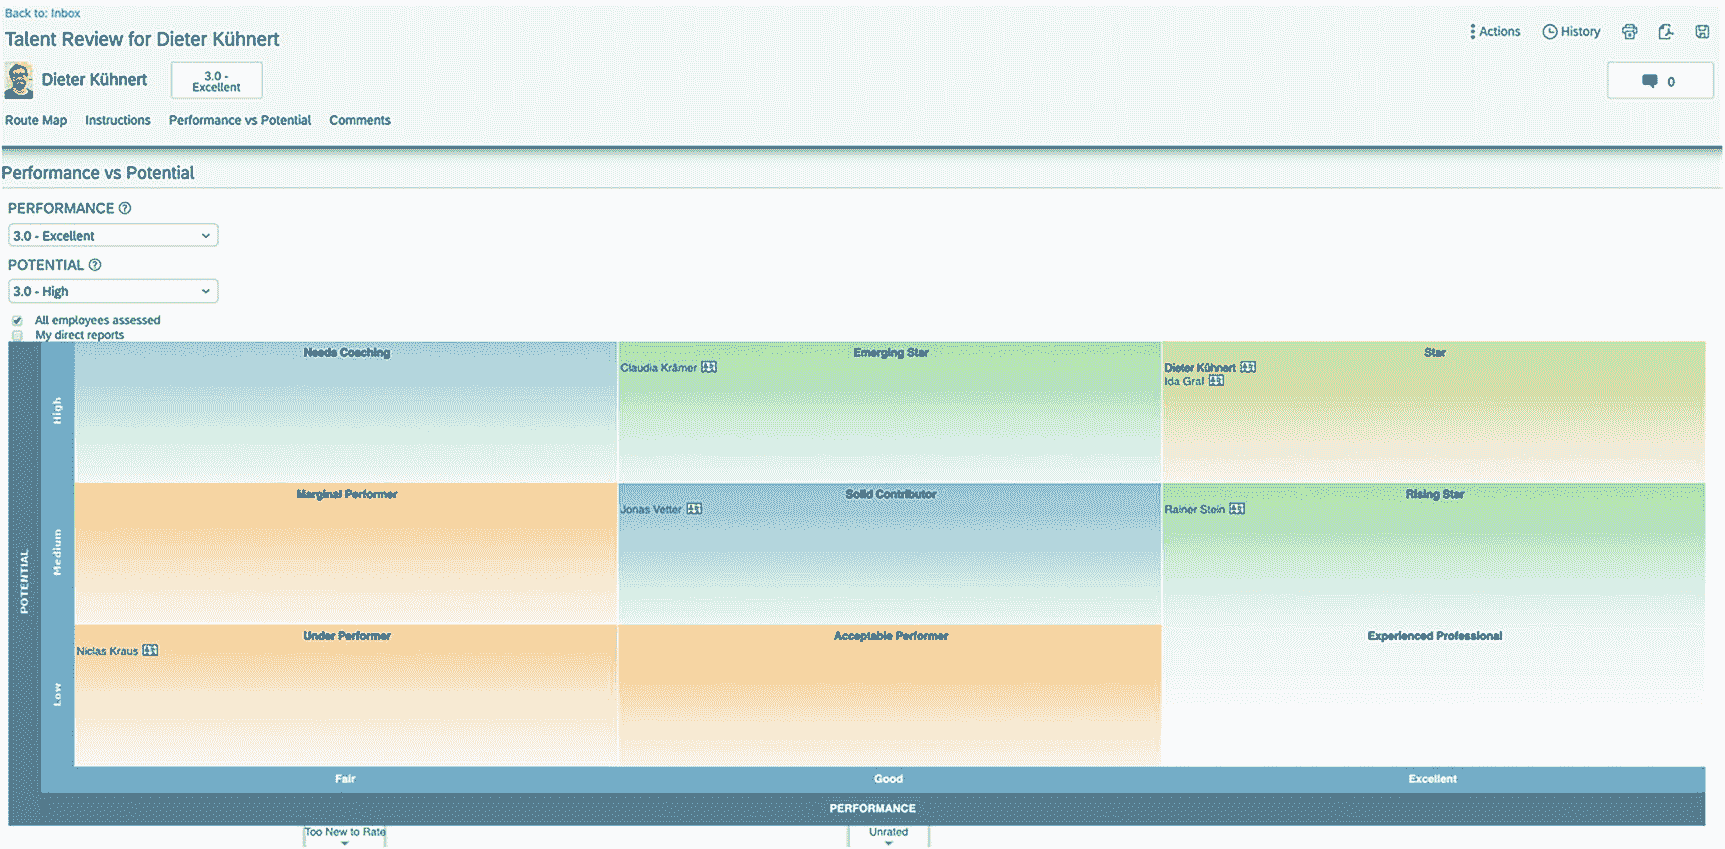 Back to: Inbox
Talent Review for Dieter Kühnert
Actions History
Dieter Kühnert
3.0 -
Excellent
0
Route Map Instructions Performance vs Potential Comments
Performance vs Potential
PERFORMANCE
3.0 - Excellent
POTENTIAL
3.0 - High
All employees assessed
My direct reports
POTENTIAL
High
Needs Coaching
Emerging Star
Claudia Krämer
Star
Dieter Kühnert
Ida Graf
Medium
Marginal Performer
Solid Contributor
Jonas Vetter
Rising Star
Rainer Stein
Low
Under Performer
Niclas Kraus
Acceptable Performer
Experienced Professional
Fair Good Excellent
PERFORMANCE
Too New to Rate Unrated